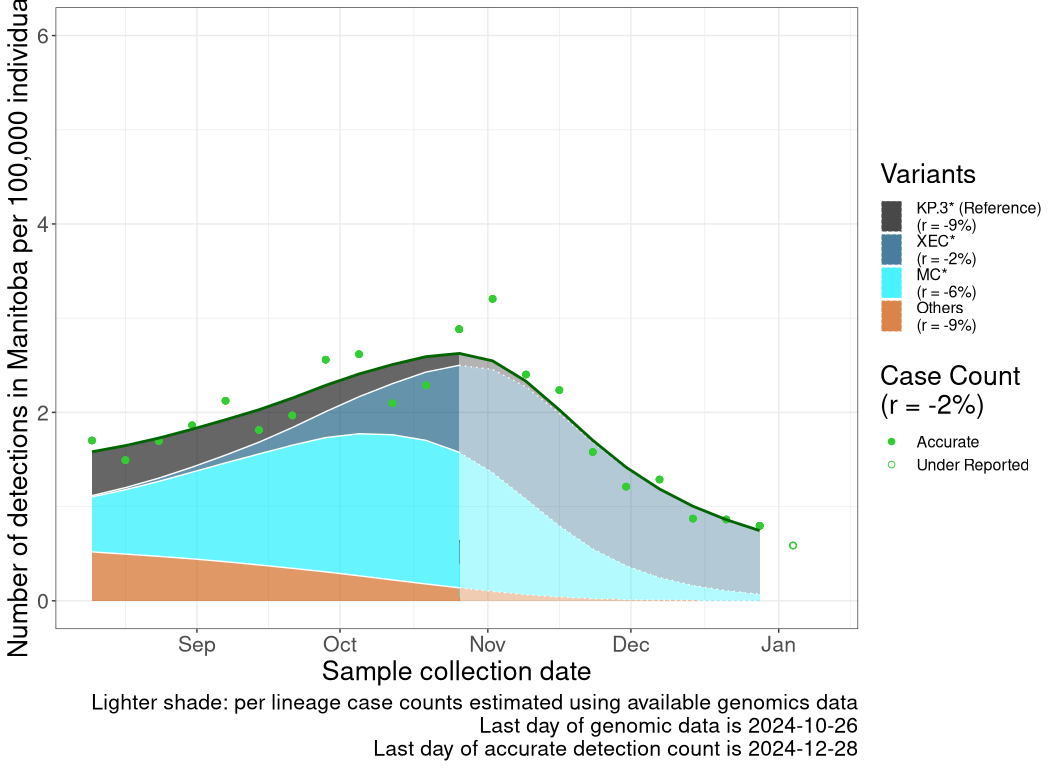 Number of detections in Manitoba per 100,000 individua
6
4
2
0
Sep
Oct
Nov
Dec
Jan
Sample collection date
Lighter shade: per lineage case counts estimated using available genomics data
Last day of genomic data is 2024-10-26
Last day of accurate detection count is 2024-12-28
Variants
KP.3* (Reference)
(r = -9%)
XEC*
(r = -2%)
MC*
(r = -6%)
Others
(r = -9%)
Case Count
(r = -2%)
Accurate
Under Reported